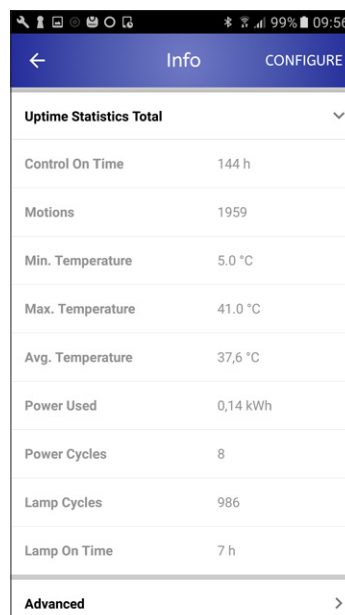 99% 09:56
Info CONFIGURE
Uptime Statistics Total
Control On Time 144 h
Motions 1959
Min. Temperature 5.0 °C
Max. Temperature 41.0 °C
Avg. Temperature 37,6 °C
Power Used 0,14 kWh
Power Cycles 8
Lamp Cycles 986
Lamp On Time 7 h
Advanced